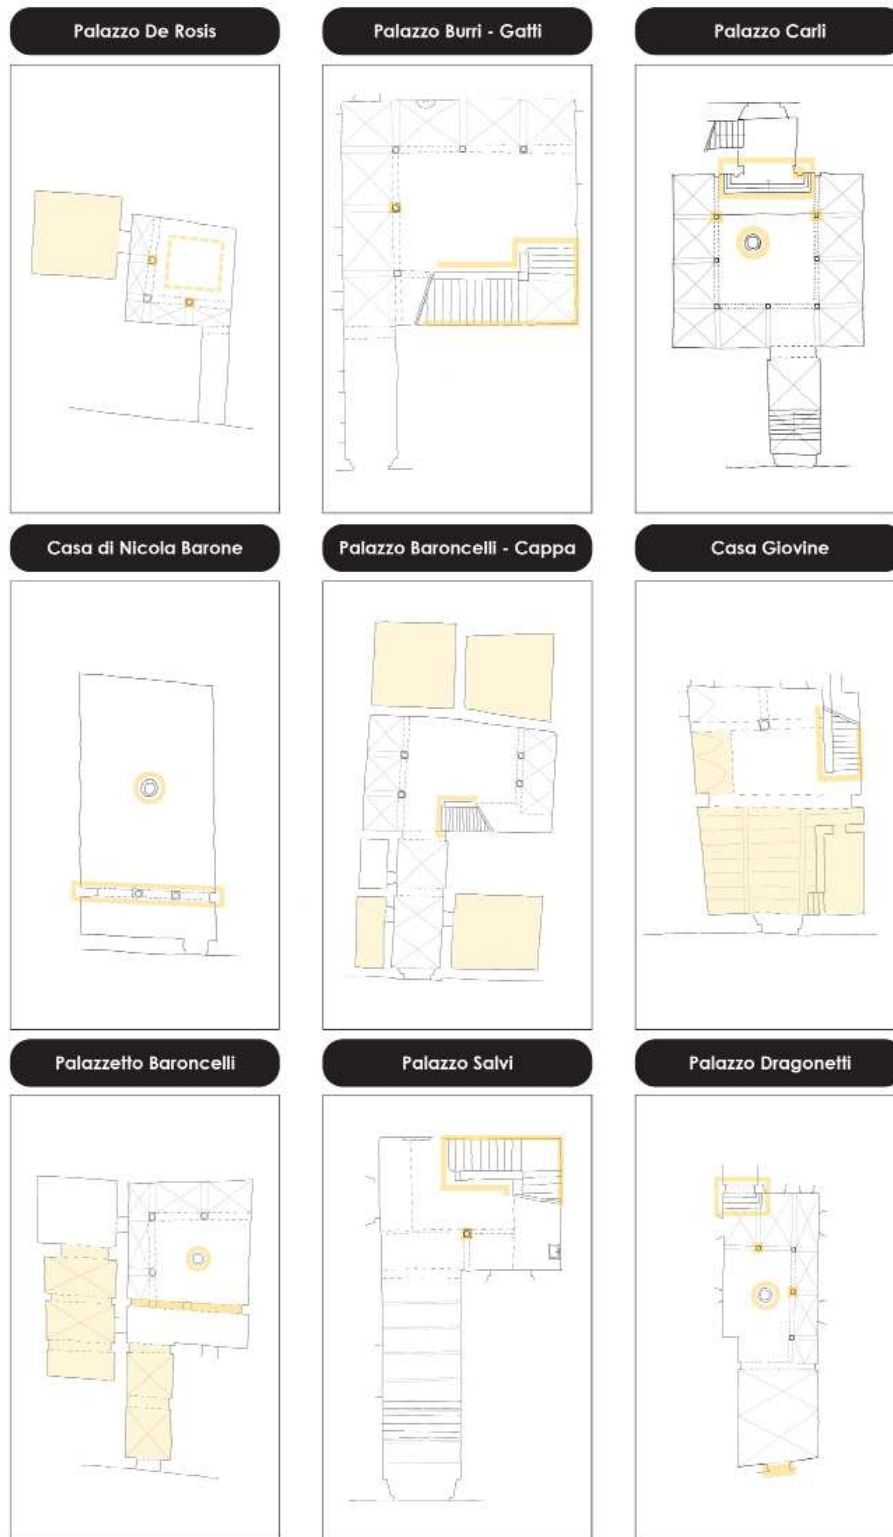 Palazzo De Rosis
Palazzo Burri - Gatti
Palazzo Carli
Casa di Nicola Barone
Palazzo Baroncelli - Cappa
Casa Giovine
Palazzetto Baroncelli
Palazzo Salvi
Palazzo Dragonetti